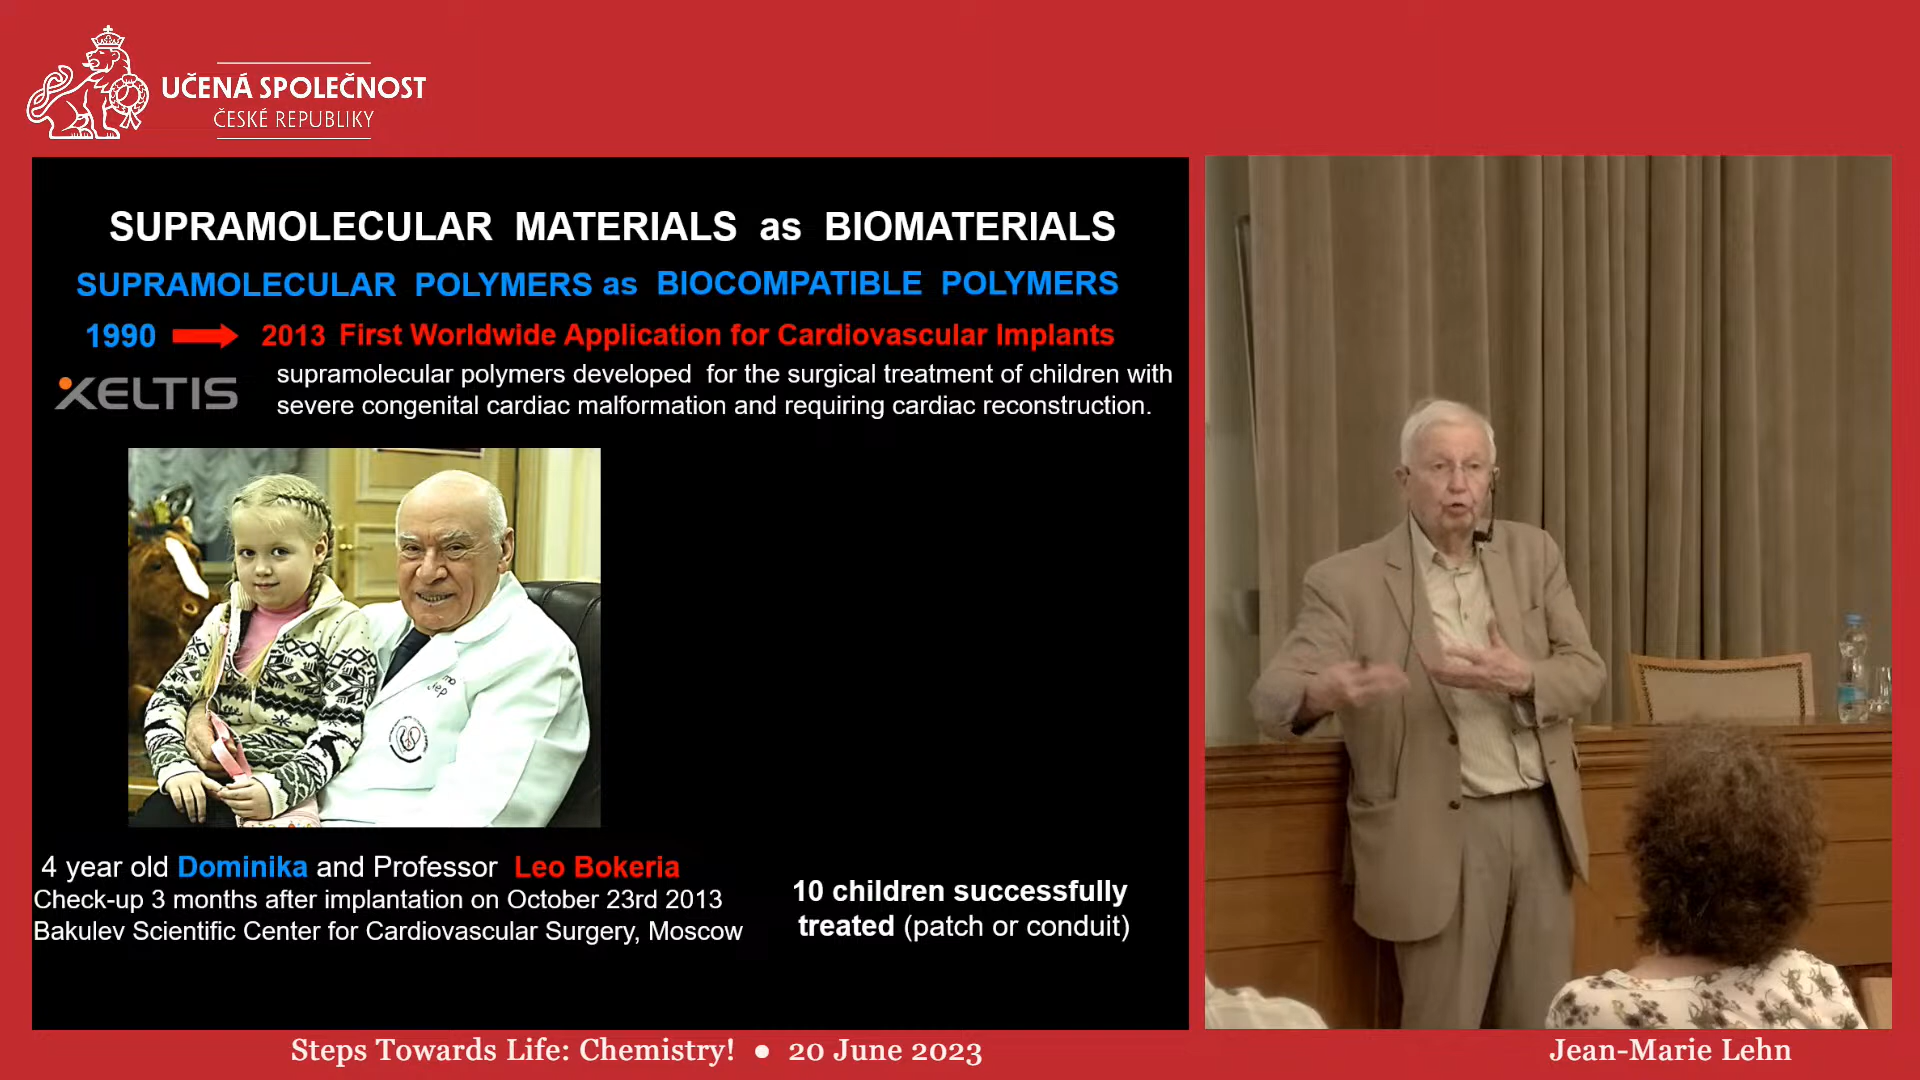 UČENÁ SPOLEČNOST
ČESKÉ REPUBLIKY
SUPRAMOLECULAR MATERIALS as BIOMATERIALS
SUPRAMOLECULAR POLYMERS as BIOCOMPATIBLE POLYMERS
1990 2013 First Worldwide Application for Cardiovascular Implants
XELTIS
supramolecular polymers developed for the surgical treatment of children with
severe congenital cardiac malformation and requiring cardiac reconstruction.
4 year old Dominika and Professor Leo Bokeria
Check-up 3 months after implantation on October 23rd 2013
Bakulev Scientific Center for Cardiovascular Surgery, Moscow
10 children successfully
treated (patch or conduit)
Steps Towards Life: Chemistry! • 20 June 2023
Jean-Marie Lehn